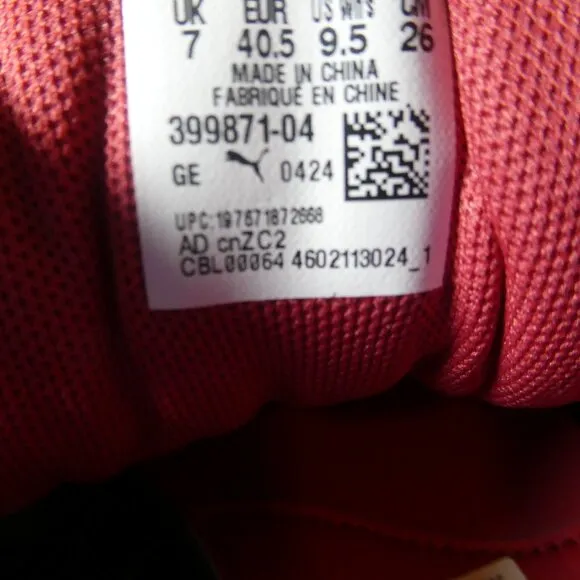 UK EUR US WNS CM
7 40.5 9.5 26
MADE IN CHINA
FABRIQUÉ EN CHINE
399871-04
GE 0424
UPC:197671872668
AD cnZC2
CBL00064 4602113024_1